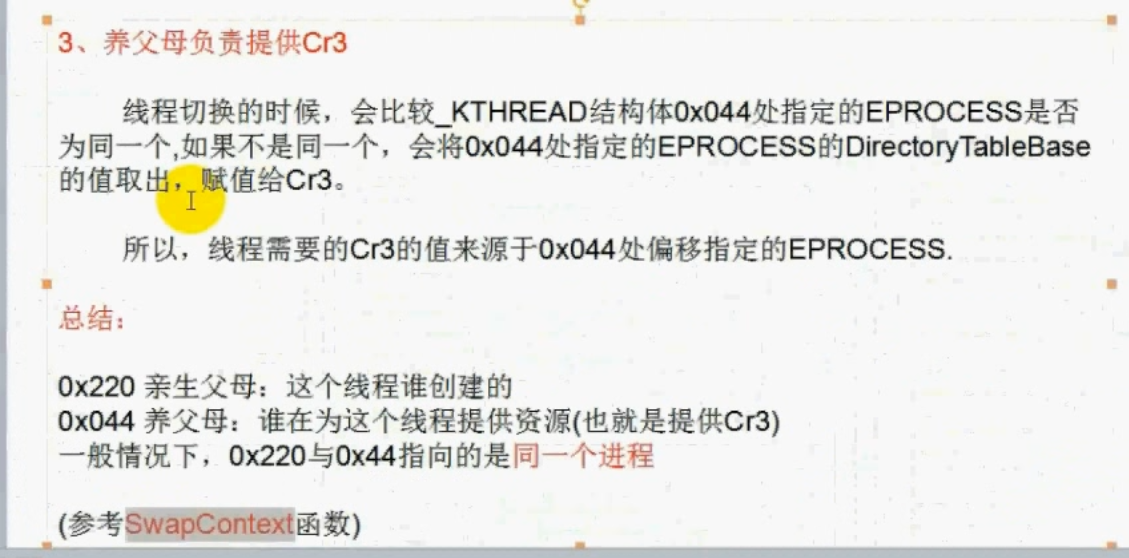 3、养父母负责提供Cr3
线程切换的时候，会比较_KTHREAD结构体0x044处指定的EPROCESS是否
为同一个,如果不是同一个，会将0x044处指定的EPROCESS的DirectoryTableBase
的值取出，赋值给Cr3。
所以，线程需要的Cr3的值来源于0x044处偏移指定的EPROCESS.
总结：
0x220 亲生父母：这个线程谁创建的
0x044 养父母：谁在为这个线程提供资源(也就是提供Cr3)
一般情况下，0x220与0x44指向的是同一个进程
(参考SwapContext函数)